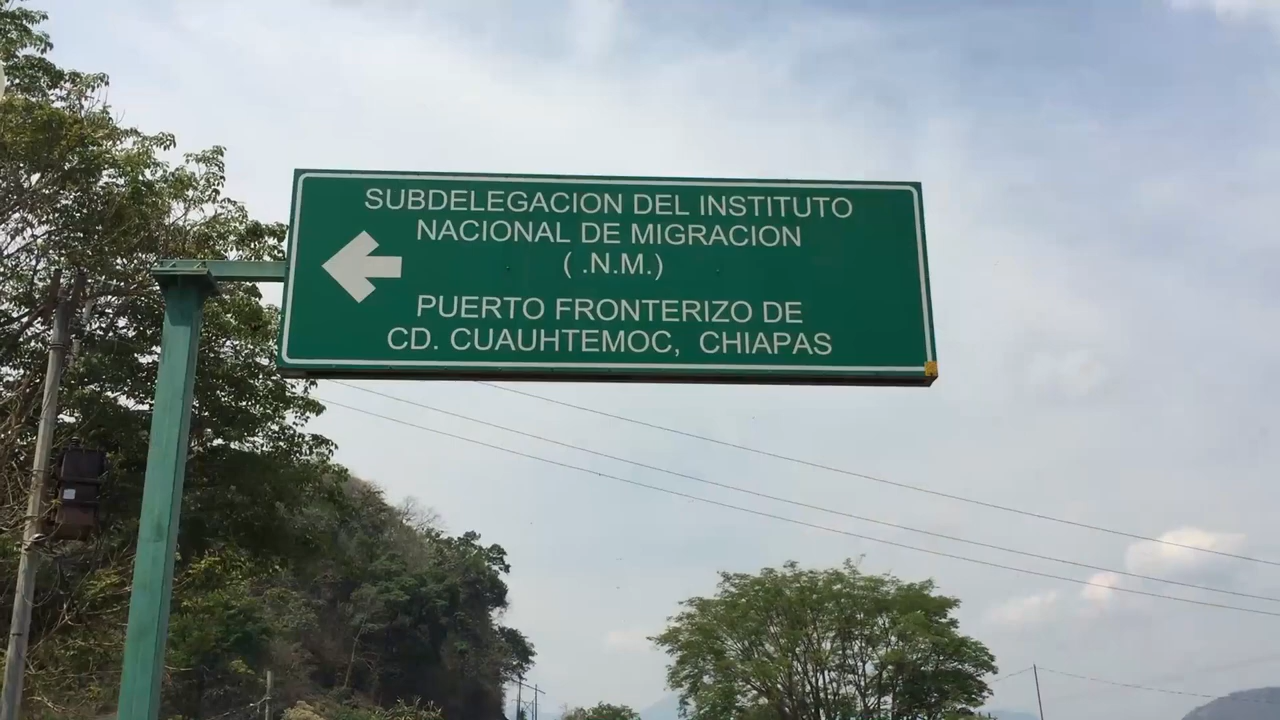 SUBDELEGACION DEL INSTITUTO
NACIONAL DE MIGRACION
( .N.M.)
PUERTO FRONTERIZO DE
CD. CUAUHTEMOC, CHIAPAS